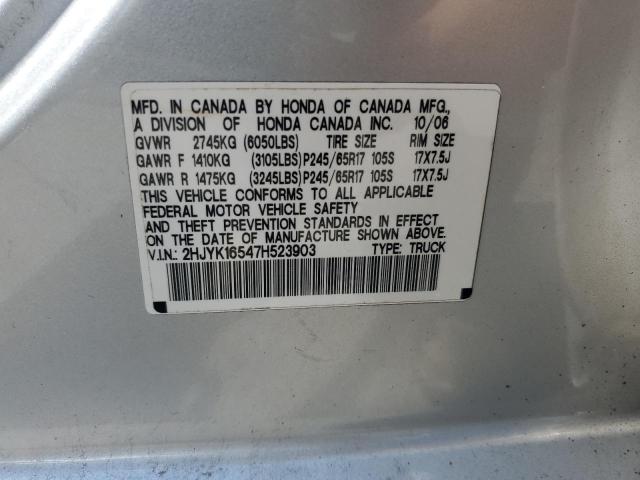 MFD. IN CANADA BY HONDA OF CANADA MFG.,
A DIVISION OF HONDA CANADA INC. 10/06
GVWR 2745KG (6050LBS) TIRE SIZE RIM SIZE
GAWR F 1410KG (3105LBS) P245/65R17 105S 17X7.5J
GAWR R 1475KG (3245LBS) P245/65R17 105S 17X7.5J
THIS VEHICLE CONFORMS TO ALL APPLICABLE
FEDERAL MOTOR VEHICLE SAFETY
AND THEFT PREVENTION STANDARDS IN EFFECT
ON THE DATE OF MANUFACTURE SHOWN ABOVE.
V.I.N.: 2HJYK16547H523903 TYPE: TRUCK